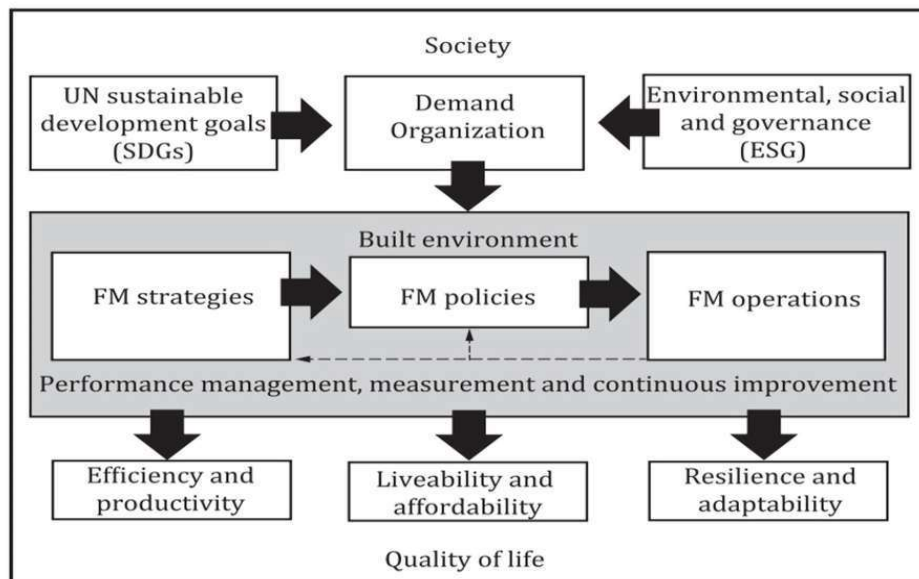 Society
UN sustainable
development goals
(SDGs)
Demand
Organization
Environmental, social
and governance
(ESG)
Built environment
FM strategies
FM policies
FM operations
Performance management, measurement and continuous improvement
Efficiency and
productivity
Liveability and
affordability
Resilience and
adaptability
Quality of life